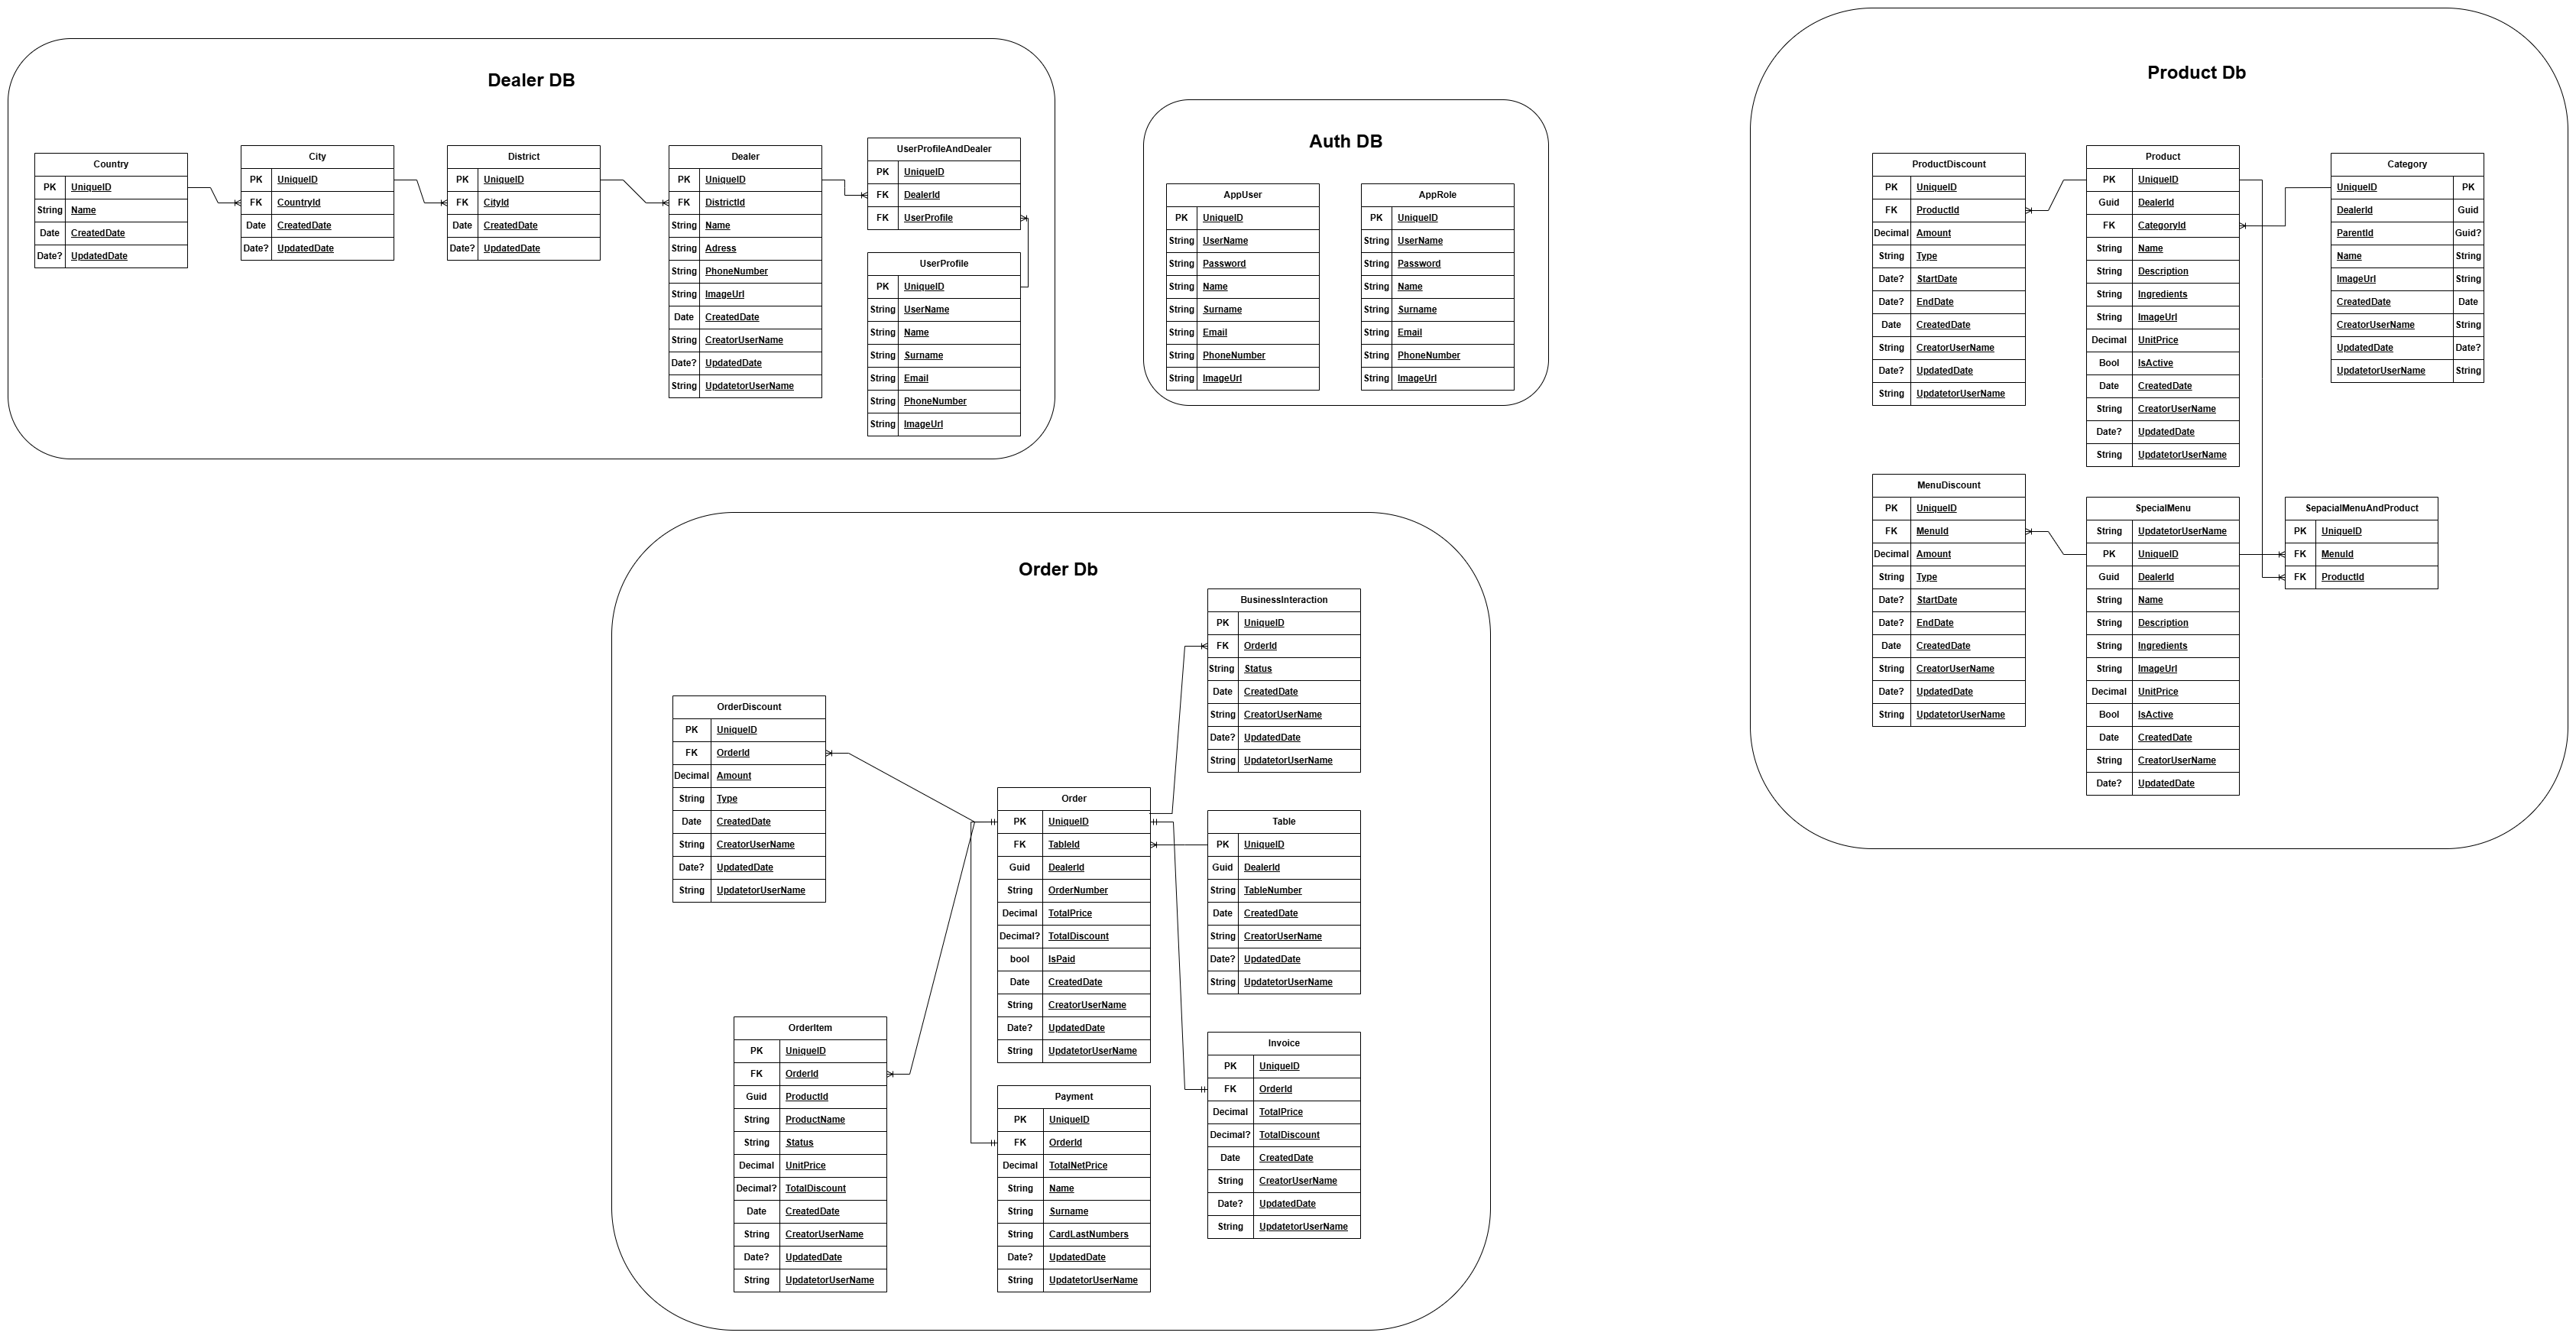 Dealer DB
Country
PK UniqueID
String Name
Date CreatedDate
Date? UpdatedDate
City
PK UniqueID
FK CountryId
Date CreatedDate
Date? UpdatedDate
District
PK UniqueID
FK CityId
Date CreatedDate
Date? UpdatedDate
Dealer
PK UniqueID
FK DistrictId
String Name
String Adress
String PhoneNumber
String ImageUrl
Date CreatedDate
String CreatorUserName
Date? UpdatedDate
String UpdatetorUserName
UserProfileAndDealer
PK UniqueID
FK DealerId
FK UserProfile
UserProfile
PK UniqueID
String UserName
String Name
String Surname
String Email
String PhoneNumber
String ImageUrl
Auth DB
AppUser
PK UniqueID
String UserName
String Password
String Name
String Surname
String Email
String PhoneNumber
String ImageUrl
AppRole
PK UniqueID
String UserName
String Password
String Name
String Surname
String Email
String PhoneNumber
String ImageUrl
Product Db
ProductDiscount
PK UniqueID
FK ProductId
Decimal Amount
String Type
Date? StartDate
Date? EndDate
Date CreatedDate
String CreatorUserName
Date? UpdatedDate
String UpdatetorUserName
Product
PK UniqueID
Guid DealerId
FK CategoryId
String Name
String Description
String Ingredients
String ImageUrl
Decimal UnitPrice
Bool IsActive
Date CreatedDate
String CreatorUserName
Date? UpdatedDate
String UpdatetorUserName
Category
UniqueID PK
DealerId Guid
ParentId Guid?
Name String
ImageUrl String
CreatedDate Date
CreatorUserName String
UpdatedDate Date?
UpdatetorUserName String
MenuDiscount
PK UniqueID
FK MenuId
Decimal Amount
String Type
Date? StartDate
Date? EndDate
Date CreatedDate
String CreatorUserName
Date? UpdatedDate
String UpdatetorUserName
SpecialMenu
String UpdatetorUserName
PK UniqueID
Guid DealerId
String Name
String Description
String Ingredients
String ImageUrl
Decimal UnitPrice
Bool IsActive
Date CreatedDate
String CreatorUserName
Date? UpdatedDate
SepacialMenuAndProduct
PK UniqueID
FK MenuId
FK ProductId
Order Db
OrderDiscount
PK UniqueID
FK OrderId
Decimal Amount
String Type
Date CreatedDate
String CreatorUserName
Date? UpdatedDate
String UpdatetorUserName
OrderItem
PK UniqueID
FK OrderId
Guid ProductId
String ProductName
String Status
Decimal UnitPrice
Decimal? TotalDiscount
Date CreatedDate
String CreatorUserName
Date? UpdatedDate
String UpdatetorUserName
Order
PK UniqueID
FK TableId
Guid DealerId
String OrderNumber
Decimal TotalPrice
Decimal? TotalDiscount
bool IsPaid
Date CreatedDate
String CreatorUserName
Date? UpdatedDate
String UpdatetorUserName
Payment
PK UniqueID
FK OrderId
Decimal TotalNetPrice
String Name
String Surname
String CardLastNumbers
Date? UpdatedDate
String UpdatetorUserName
BusinessInteraction
PK UniqueID
FK OrderId
String Status
Date CreatedDate
String CreatorUserName
Date? UpdatedDate
String UpdatetorUserName
Table
PK UniqueID
Guid DealerId
String TableNumber
Date CreatedDate
String CreatorUserName
Date? UpdatedDate
String UpdatetorUserName
Invoice
PK UniqueID
FK OrderId
Decimal TotalPrice
Decimal? TotalDiscount
Date CreatedDate
String CreatorUserName
Date? UpdatedDate
String UpdatetorUserName